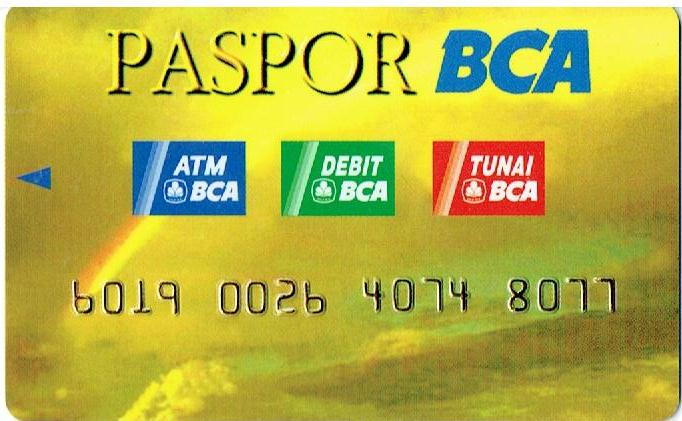 PASPOR BCA
ATM BCA
DEBIT BCA
TUNAI BCA
6019 0026 4074 8077